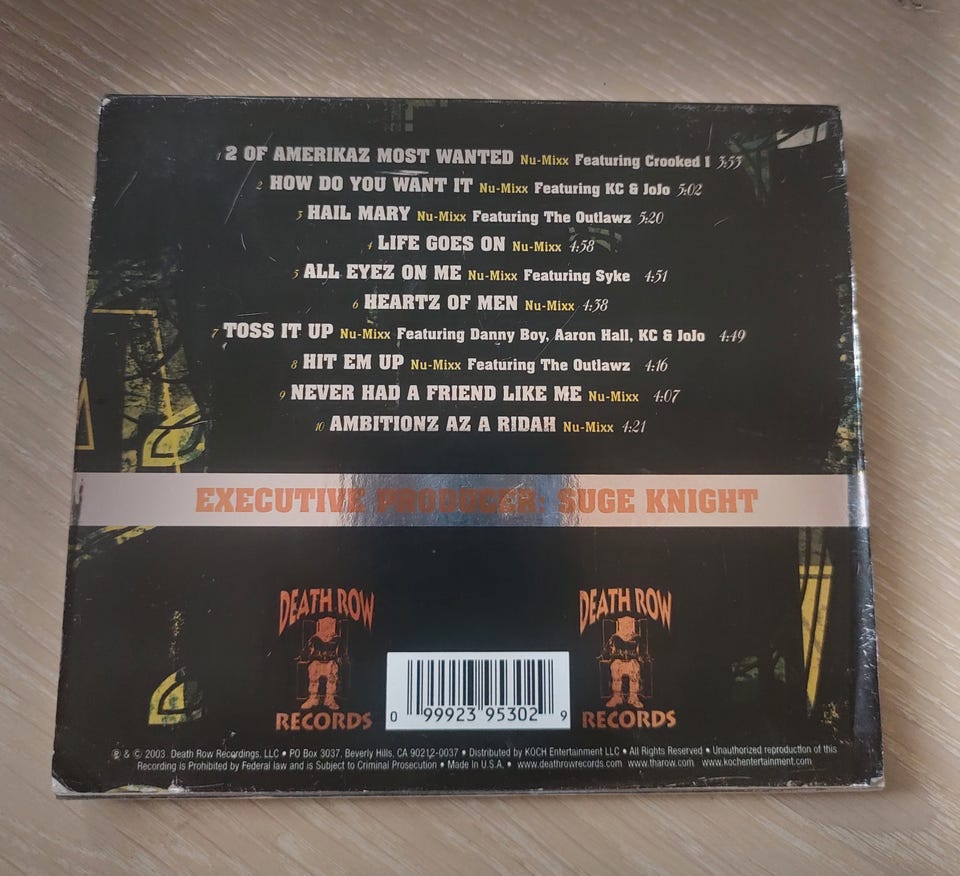 1 2 OF AMERIKAZ MOST WANTED Nu-Mixx Featuring Crooked I 3:53
2 HOW DO YOU WANT IT Nu-Mixx Featuring KC & JoJo 5:02
3 HAIL MARY Nu-Mixx Featuring The Outlawz 5:20
4 LIFE GOES ON Nu-Mixx 4:58
5 ALL EYEZ ON ME Nu-Mixx Featuring Syke 4:51
6 HEARTZ OF MEN Nu-Mixx 4:38
7 TOSS IT UP Nu-Mixx Featuring Danny Boy, Aaron Hall, KC & JoJo 4:49
8 HIT EM UP Nu-Mixx Featuring The Outlawz 4:16
9 NEVER HAD A FRIEND LIKE ME Nu-Mixx 4:07
10 AMBITIONZ AZ A RIDAH Nu-Mixx 4:21
EXECUTIVE PRODUCER: SUGE KNIGHT
DEATH ROW
RECORDS
DEATH ROW
RECORDS
0 99923 95302 9
℗ & © 2003 Death Row Recordings, LLC • PO Box 3037, Beverly Hills, CA 90212-0037 • Distributed by KOCH Entertainment LLC • All Rights Reserved • Unauthorized reproduction of this
Recording is Prohibited by Federal law and is Subject to Criminal Prosecution • Made in U.S.A. • www.deathrowrecords.com www.tharow.com www.kochentertainment.com